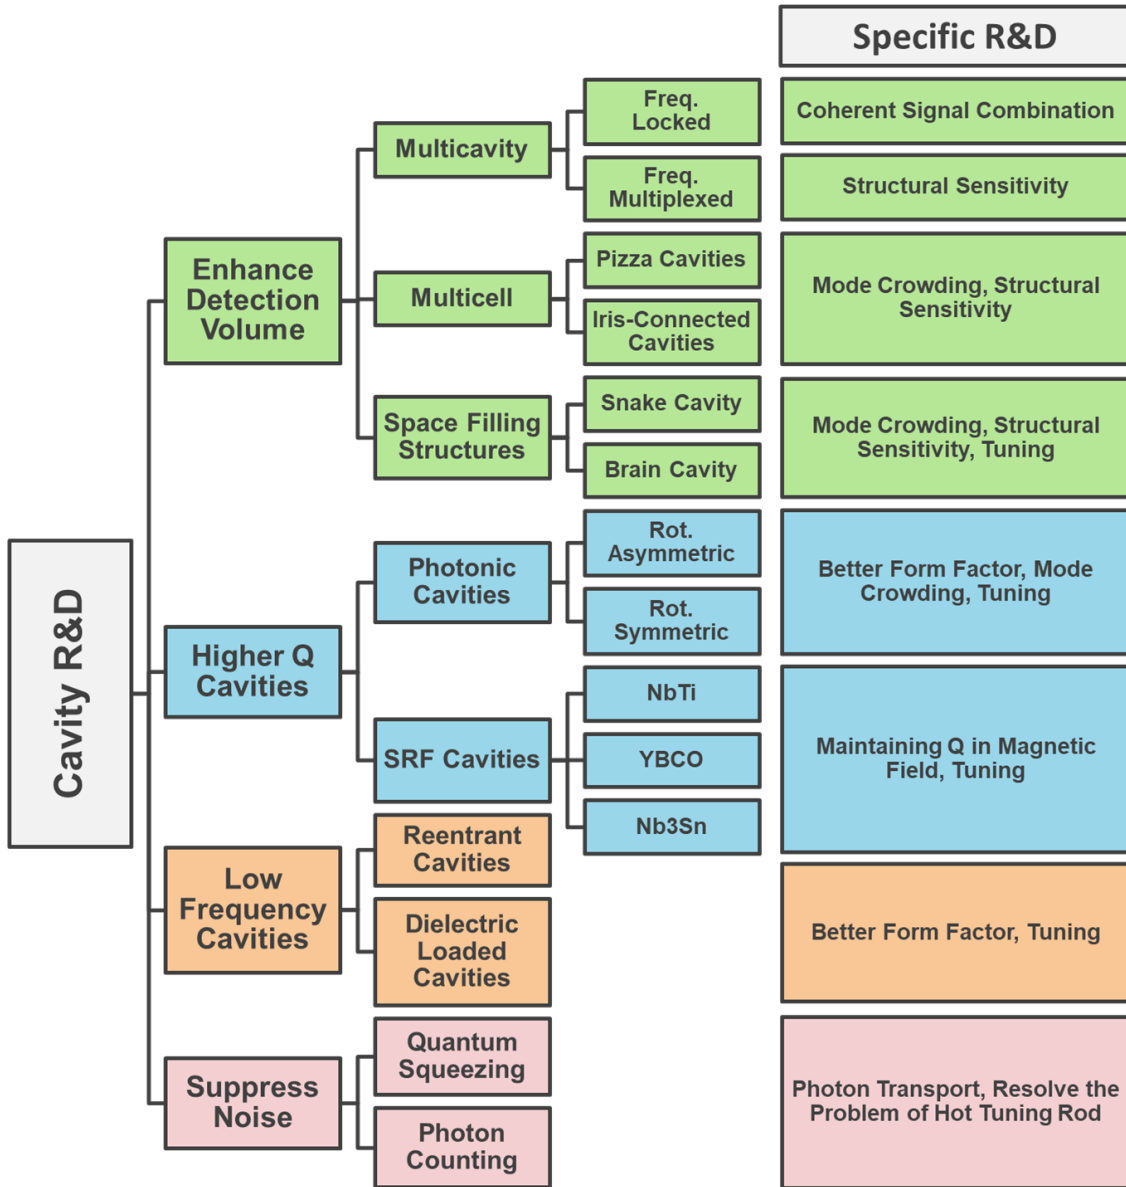 Specific R&D
Cavity R&D
Enhance
Detection
Volume
Multicavity
Freq.
Locked
Coherent Signal Combination
Freq.
Multiplexed
Structural Sensitivity
Multicell
Pizza Cavities
Iris-Connected
Cavities
Mode Crowding, Structural
Sensitivity
Space Filling
Structures
Snake Cavity
Brain Cavity
Mode Crowding, Structural
Sensitivity, Tuning
Higher Q
Cavities
Photonic
Cavities
Rot.
Asymmetric
Rot.
Symmetric
Better Form Factor, Mode
Crowding, Tuning
SRF Cavities
NbTi
YBCO
Nb3Sn
Maintaining Q in Magnetic
Field, Tuning
Low
Frequency
Cavities
Reentrant
Cavities
Dielectric
Loaded
Cavities
Better Form Factor, Tuning
Suppress
Noise
Quantum
Squeezing
Photon
Counting
Photon Transport, Resolve the
Problem of Hot Tuning Rod